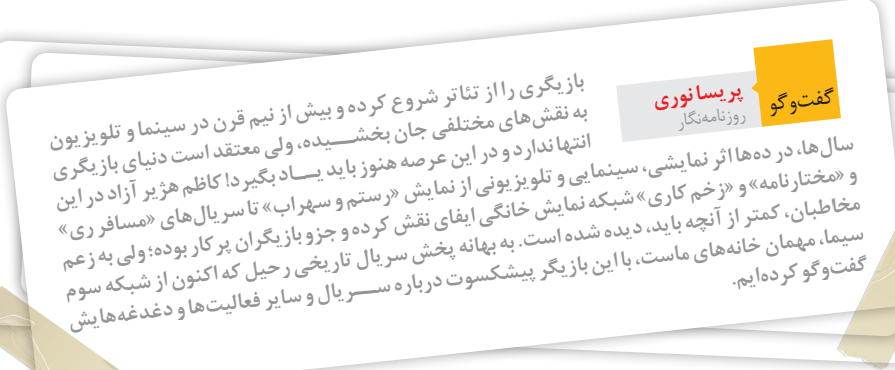 گفت‌وگو
پریسا نوری
روزنامه‌نگار
بازیگری را از تئاتر شروع کرده و بیش از نیم قرن در سینما و تلویزیون
به نقش‌های مختلفی جان بخشیده، ولی معتقد است دنیای بازیگری
انتها ندارد و در این عرصه هنوز باید یاد بگیرد! کاظم هژیر آزاد در این
سال‌ها، در ده‌ها اثر نمایشی، سینمایی و تلویزیونی از نمایش «رستم و سهراب» تا سریال‌های «مسافر ری»
و «مختارنامه» و «زخم کاری» شبکه نمایش خانگی ایفای نقش کرده و جزو بازیگران پر کار بوده؛ ولی به زعم
مخاطبان، کمتر از آنچه باید، دیده شده است. به بهانه پخش سریال تاریخی رحیل که اکنون از شبکه سوم
سیما، مهمان خانه‌های ماست، با این بازیگر پیشکسوت درباره سریال و سایر فعالیت‌ها و دغدغه‌هایش
گفت‌وگو کرده‌ایم.